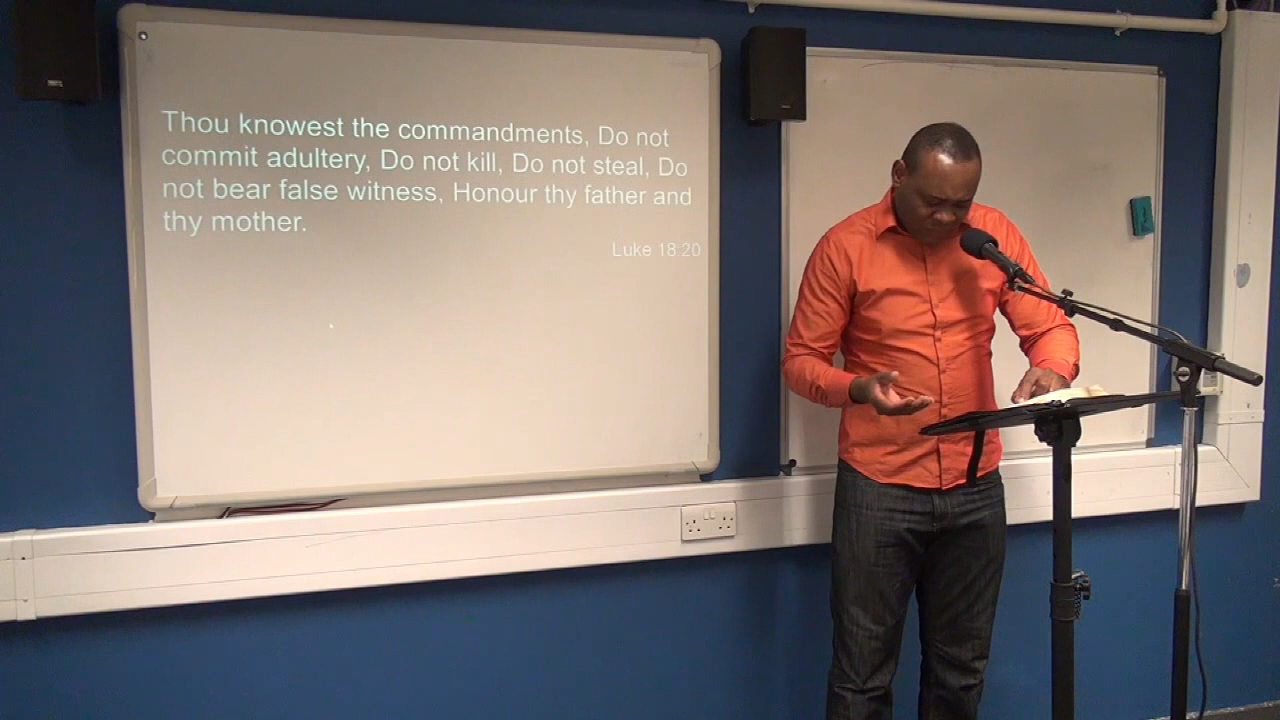 Thou knowest the commandments, Do not
commit adultery, Do not kill, Do not steal, Do
not bear false witness, Honour thy father and
thy mother.
Luke 18:20